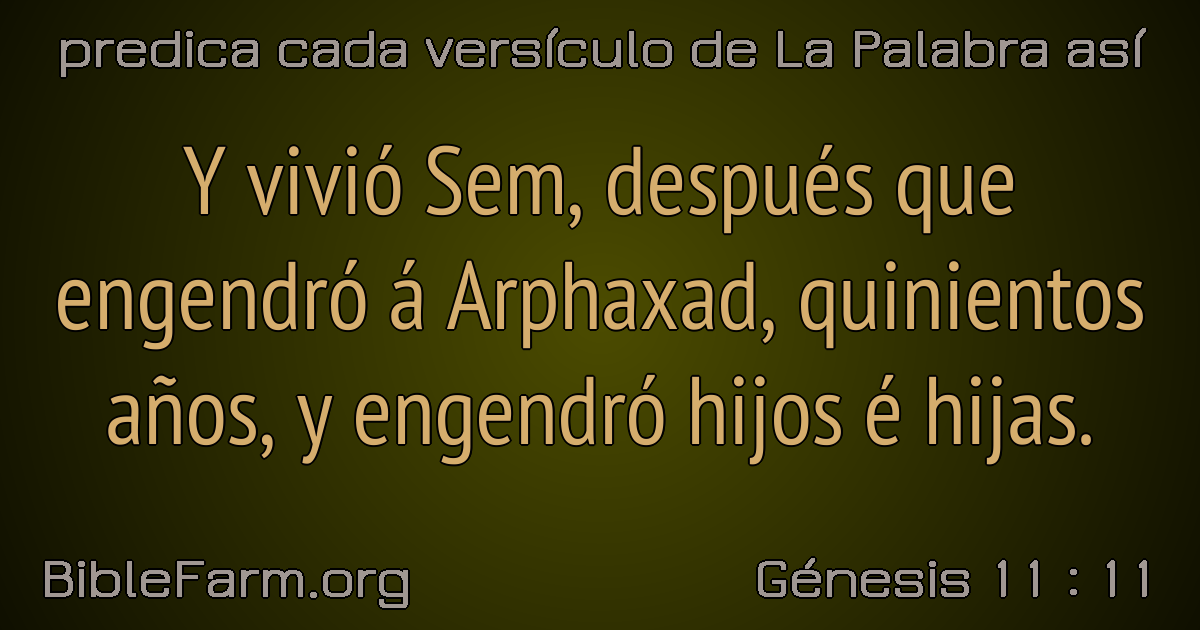 predica cada versículo de La Palabra así
Y vivió Sem, después que
engendró á Arphaxad, quinientos
años, y engendró hijos é hijas.
BibleFarm.org
Génesis 11 : 11